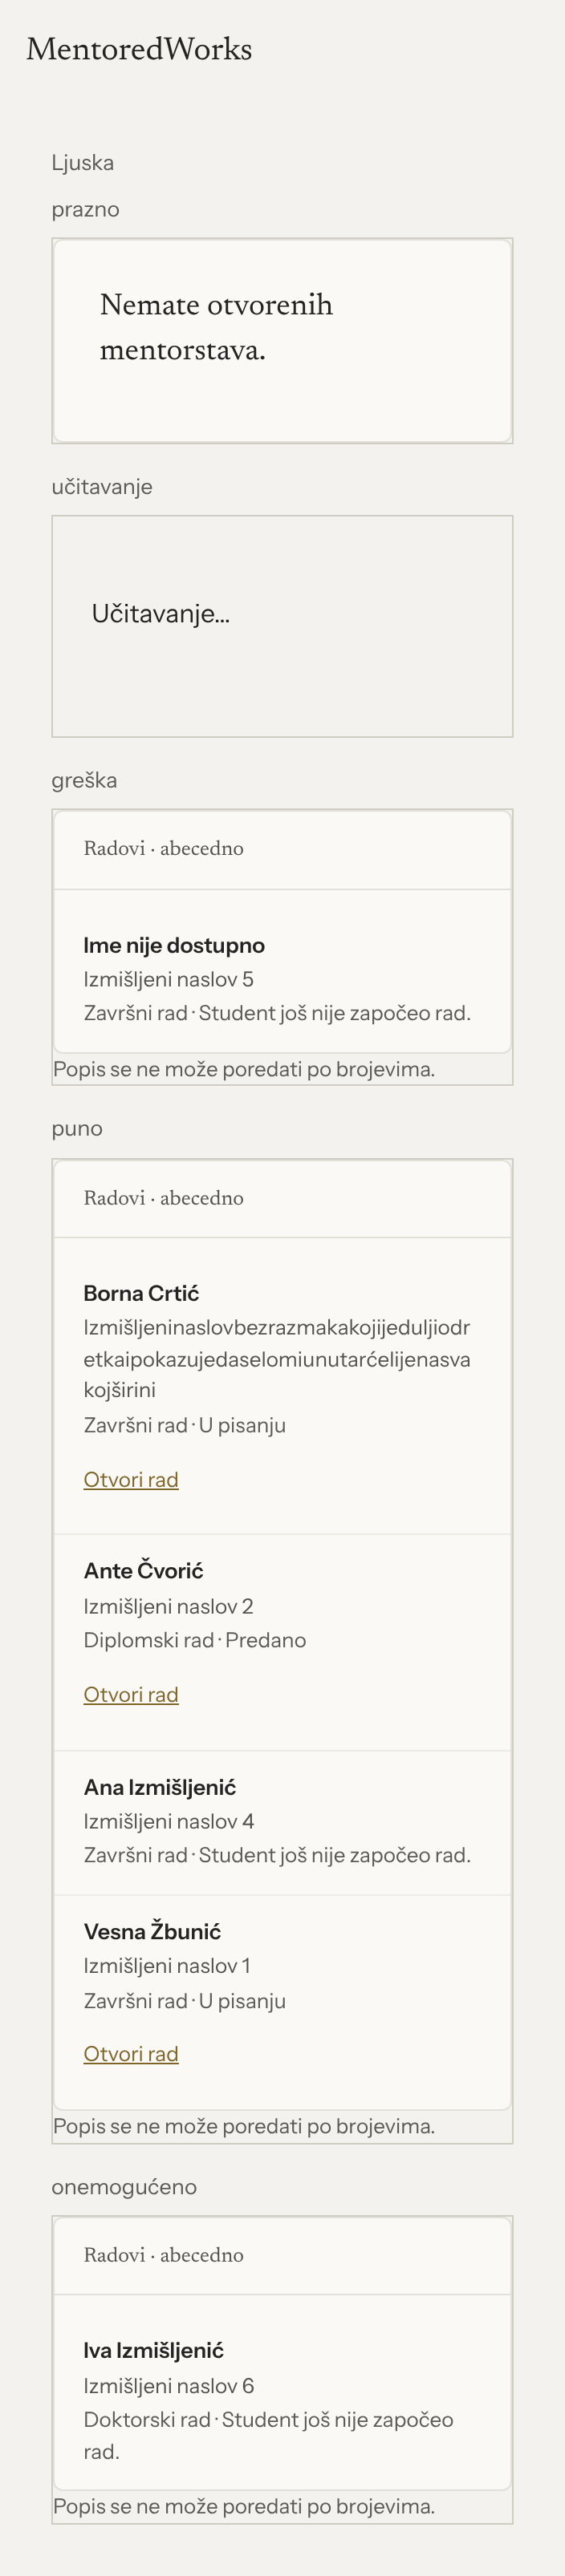 MentoredWorks
Ljuska
prazno
Nemate otvorenih
mentorstava.
učitavanje
Učitavanje…
greška
Radovi · abecedno
Ime nije dostupno
Izmišljeni naslov 5
Završni rad · Student još nije započeo rad.
Popis se ne može poredati po brojevima.
puno
Radovi · abecedno
Borna Crtić
Izmišljeninaslovbezrazmakakojijeduljiodr
etkaipokazujedaselomiunutarćelijenasva
kojširini
Završni rad · U pisanju
Otvori rad
Ante Čvorić
Izmišljeni naslov 2
Diplomski rad · Predano
Otvori rad
Ana Izmišljenić
Izmišljeni naslov 4
Završni rad · Student još nije započeo rad.
Vesna Žbunić
Izmišljeni naslov 1
Završni rad · U pisanju
Otvori rad
Popis se ne može poredati po brojevima.
onemogućeno
Radovi · abecedno
Iva Izmišljenić
Izmišljeni naslov 6
Doktorski rad · Student još nije započeo
rad.
Popis se ne može poredati po brojevima.